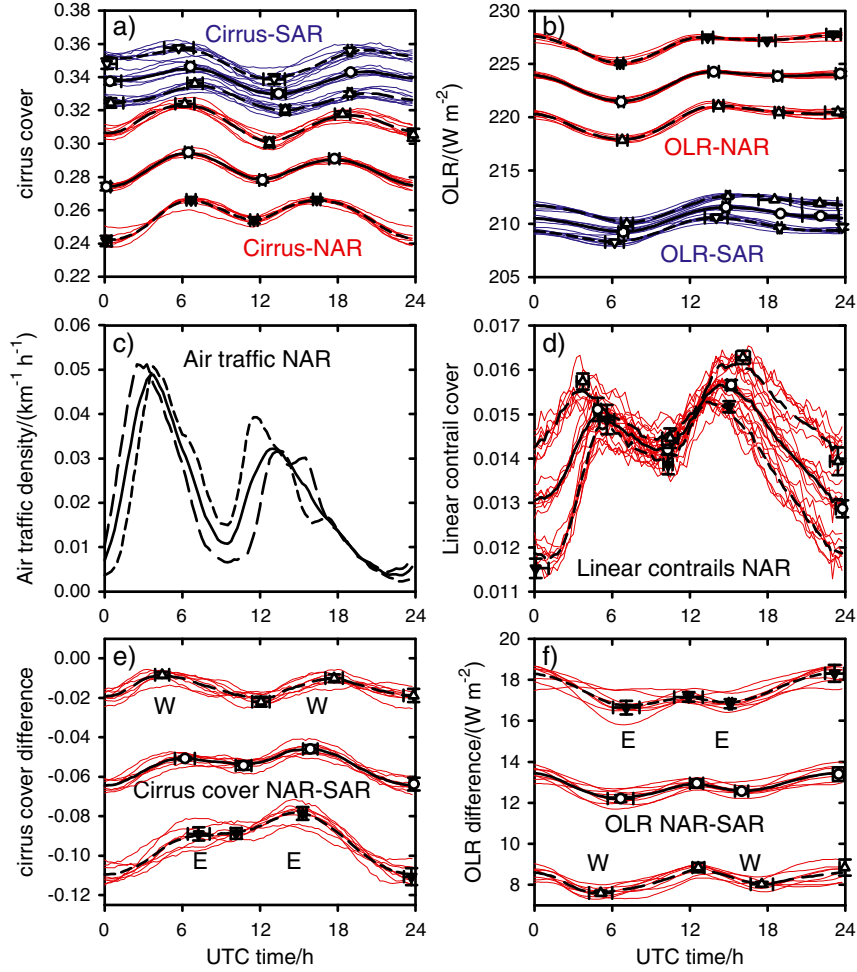 a)
Cirrus-SAR
Cirrus-NAR
cirrus cover
0.38
0.36
0.34
0.32
0.30
0.28
0.26
0.24
0.22
0 6 12 18 24
b)
OLR-NAR
OLR-SAR
OLR/(W m-2)
230
225
220
215
210
205
0 6 12 18 24
c)
Air traffic NAR
Air traffic density/(km-1 h-1)
0.06
0.05
0.04
0.03
0.02
0.01
0.00
0 6 12 18 24
d)
Linear contrails NAR
Linear contrail cover
0.017
0.016
0.015
0.014
0.013
0.012
0.011
0 6 12 18 24
e)
W W
Cirrus cover NAR-SAR
E E
cirrus cover difference
0.00
-0.02
-0.04
-0.06
-0.08
-0.10
-0.12
0 6 12 18 24
UTC time/h
f)
E E
OLR NAR-SAR
W W
OLR difference/(W m-2)
20
18
16
14
12
10
8
0 6 12 18 24
UTC time/h